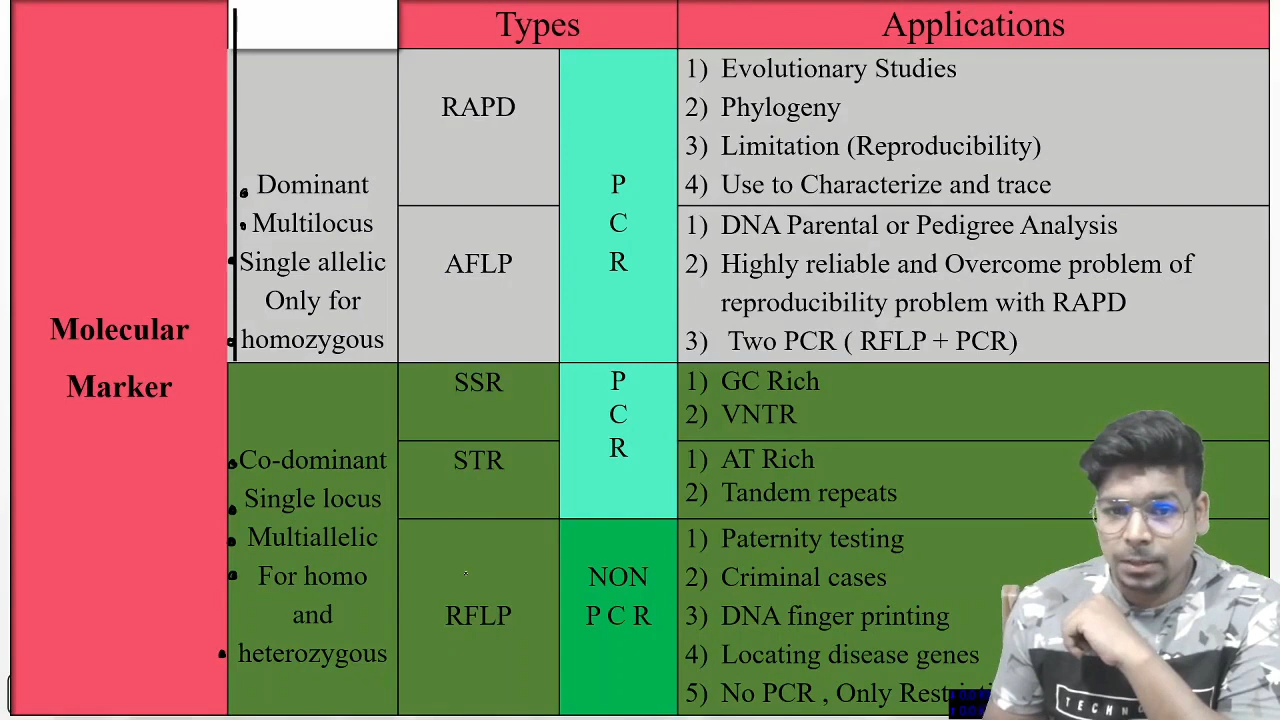 Types
Applications
Molecular
Marker
Dominant
Multilocus
Single allelic
Only for
homozygous
RAPD
P
C
R
1) Evolutionary Studies
2) Phylogeny
3) Limitation (Reproducibility)
4) Use to Characterize and trace
AFLP
1) DNA Parental or Pedigree Analysis
2) Highly reliable and Overcome problem of
reproducibility problem with RAPD
3) Two PCR ( RFLP + PCR)
Co-dominant
Single locus
Multiallelic
For homo
and
heterozygous
SSR
P
C
R
1) GC Rich
2) VNTR
STR
1) AT Rich
2) Tandem repeats
RFLP
NON
P C R
1) Paternity testing
2) Criminal cases
3) DNA finger printing
4) Locating disease genes
5) No PCR , Only